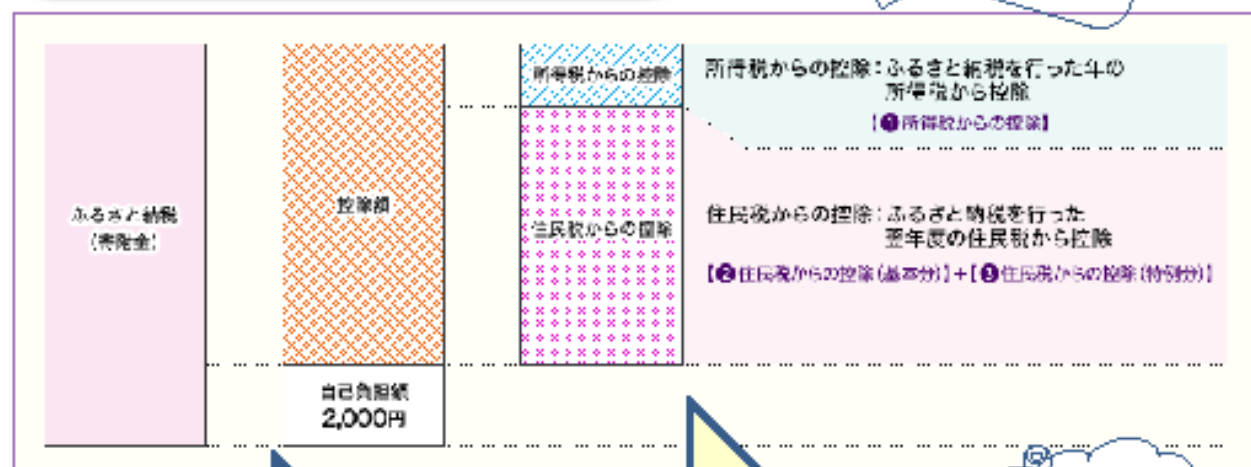 ふるさと納税
(寄附金)
控除額
自己負担額
2,000円
所得税からの控除
住民税からの控除
所得税からの控除:ふるさと納税を行った年の
所得税から控除
【❶所得税からの控除】
住民税からの控除:ふるさと納税を行った
翌年度の住民税から控除
【❷住民税からの控除(基本分)】+【❸住民税からの控除(特例分)】